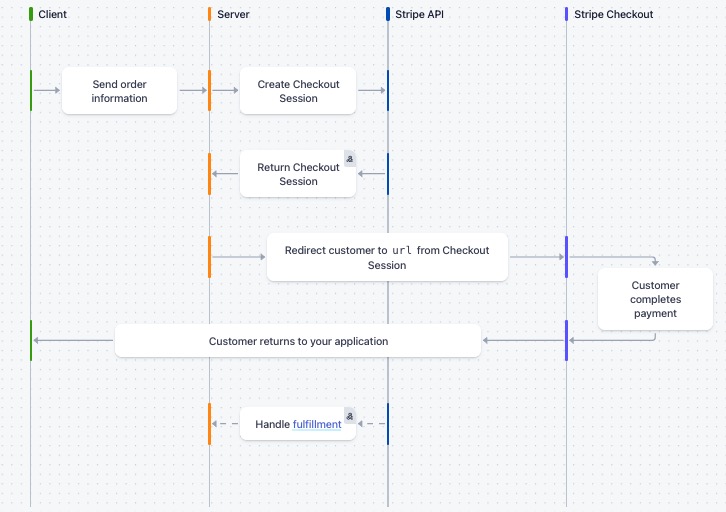 Client
Server
Stripe API
Stripe Checkout
Send order
information
Create Checkout
Session
Return Checkout
Session
Redirect customer to url from Checkout
Session
Customer
completes
payment
Customer returns to your application
Handle fulfillment